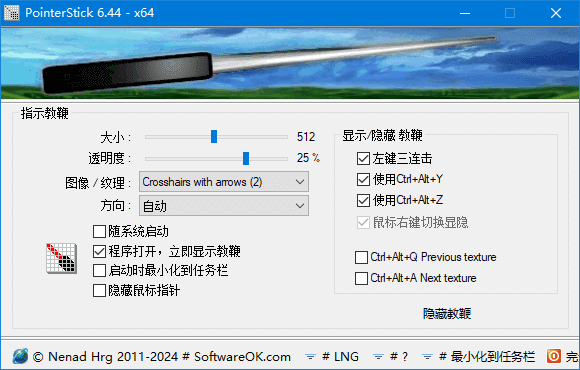 PointerStick 6.44 - x64
指示教鞭
大小 :
512
透明度 :
25 %
图像 / 纹理 :
Crosshairs with arrows (2)
方向 :
自动
随系统启动
程序打开，立即显示教鞭
启动时最小化到任务栏
隐藏鼠标指针
显示/隐藏 教鞭
左键三连击
使用Ctrl+Alt+Y
使用Ctrl+Alt+Z
鼠标右键切换显隐
Ctrl+Alt+Q Previous texture
Ctrl+Alt+A Next texture
隐藏教鞭
© Nenad Hrg 2011-2024 # SoftwareOK.com
# LNG
# ?
# 最小化到任务栏
完